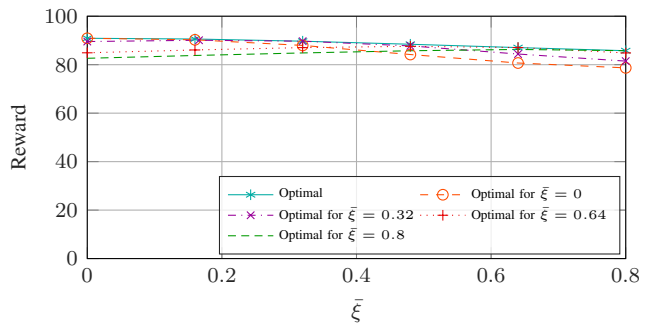 100
80
60
40
20
0
Reward
Optimal
Optimal for ξ̄ = 0
Optimal for ξ̄ = 0.32
Optimal for ξ̄ = 0.64
Optimal for ξ̄ = 0.8
0 0.2 0.4 0.6 0.8
ξ̄